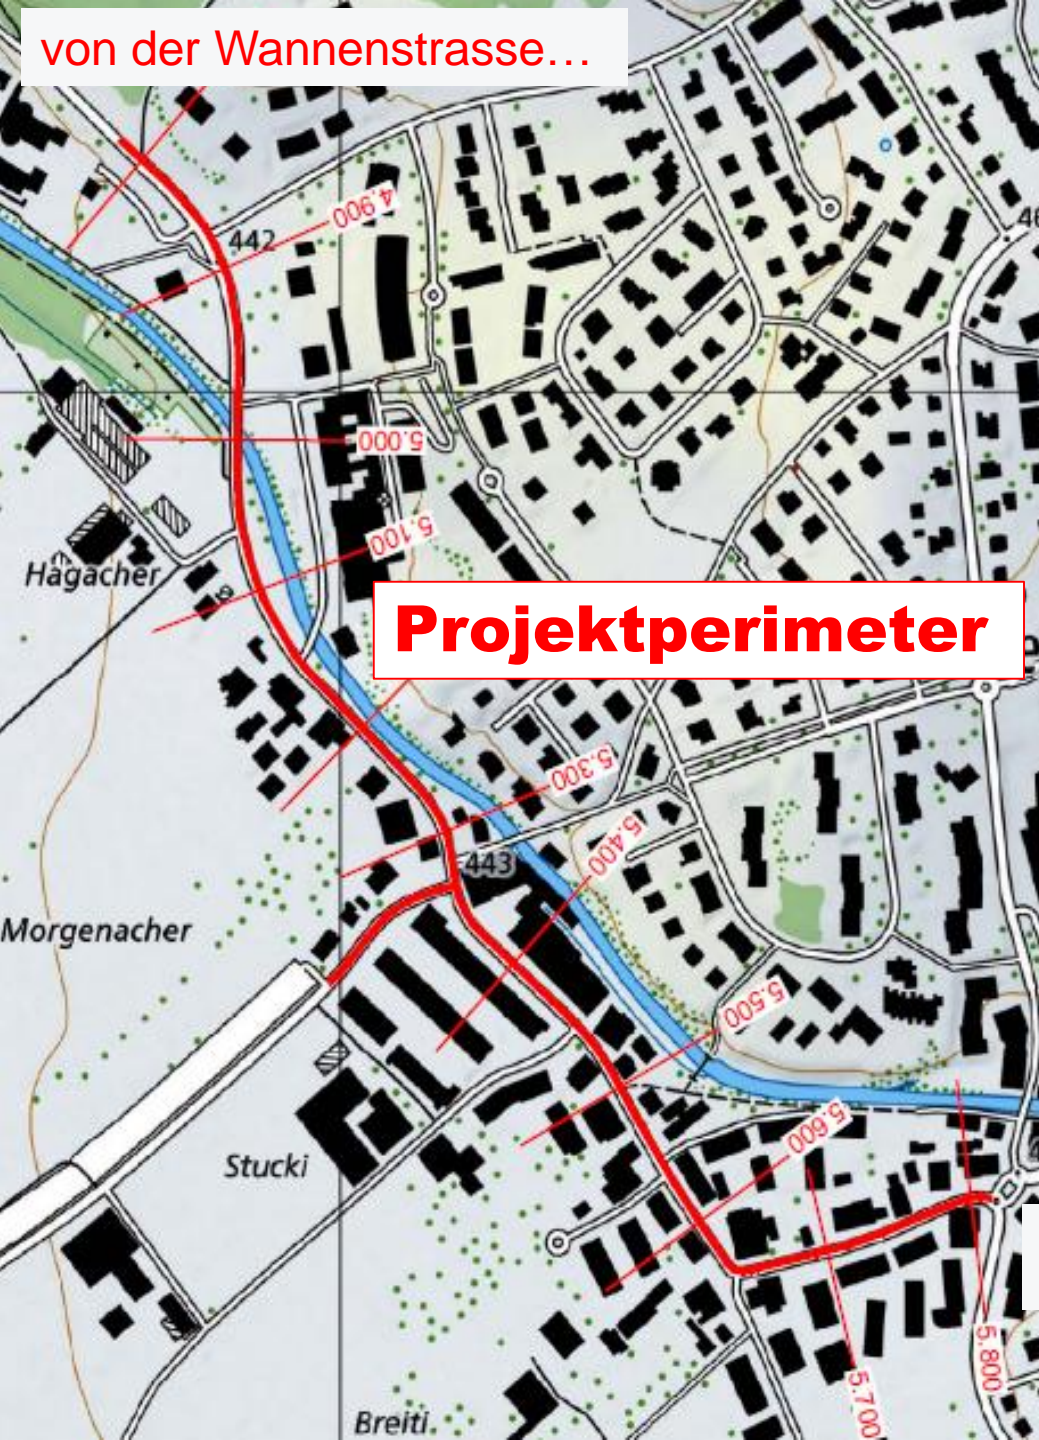 von der Wannenstrasse…
4.900
442
5.000
5.100
Hagacher
Projektperimeter
5.300
5.400
443
Morgenacher
5.500
5.600
Stucki
5.800
5.700
Breiti